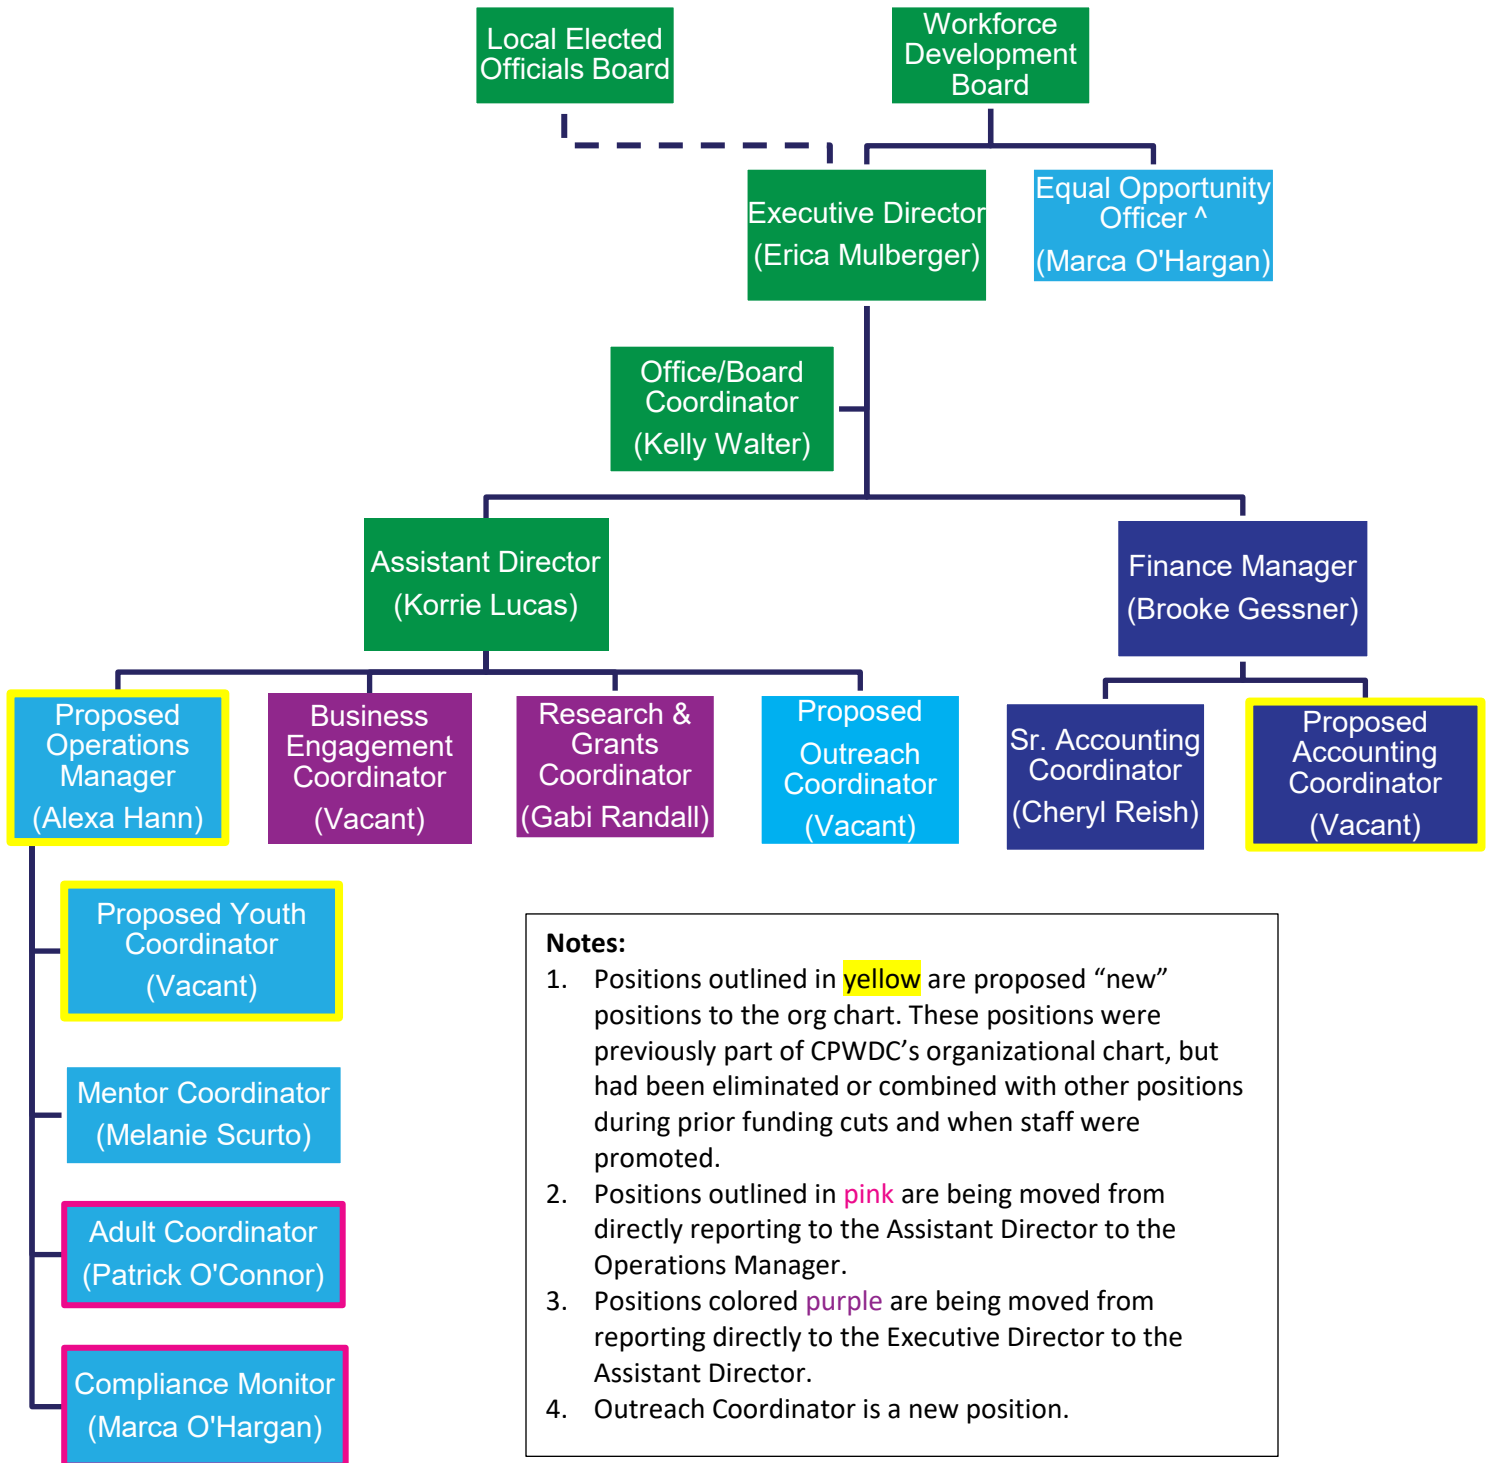 Local Elected
Officials Board
Workforce
Development
Board
Executive Director
(Erica Mulberger)
Equal Opportunity
Officer ^
(Marca O'Hargan)
Office/Board
Coordinator
(Kelly Walter)
Assistant Director
(Korrie Lucas)
Finance Manager
(Brooke Gessner)
Proposed
Operations
Manager
(Alexa Hann)
Business
Engagement
Coordinator
(Vacant)
Research &
Grants
Coordinator
(Gabi Randall)
Proposed
Outreach
Coordinator
(Vacant)
Sr. Accounting
Coordinator
(Cheryl Reish)
Proposed
Accounting
Coordinator
(Vacant)
Proposed Youth
Coordinator
(Vacant)
Mentor Coordinator
(Melanie Scurto)
Adult Coordinator
(Patrick O'Connor)
Compliance Monitor
(Marca O'Hargan)
Notes:
1. Positions outlined in yellow are proposed “new”
positions to the org chart. These positions were
previously part of CPWDC’s organizational chart, but
had been eliminated or combined with other positions
during prior funding cuts and when staff were
promoted.
2. Positions outlined in pink are being moved from
directly reporting to the Assistant Director to the
Operations Manager.
3. Positions colored purple are being moved from
reporting directly to the Executive Director to the
Assistant Director.
4. Outreach Coordinator is a new position.